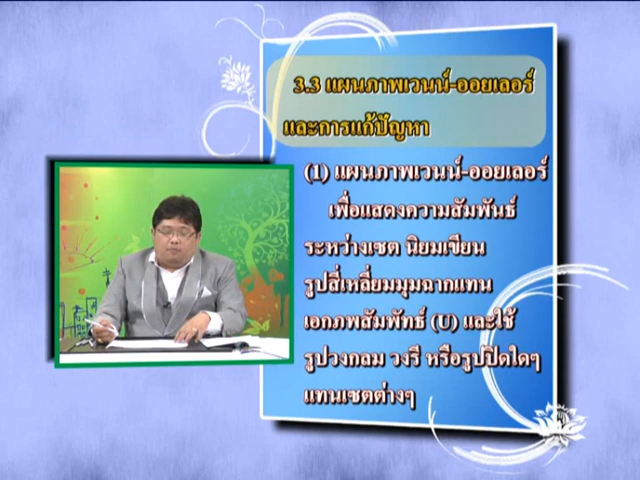 3.3 แผนภาพเวนน์-ออยเลอร์
และการแก้ปัญหา
(1) แผนภาพเวนน์-ออยเลอร์
เพื่อแสดงความสัมพันธ์
ระหว่างเซต นิยมเขียน
รูปสี่เหลี่ยมมุมฉากแทน
เอกภพสัมพัทธ์ (U) และใช้
รูปวงกลม วงรี หรือรูปปิดใดๆ
แทนเซตต่างๆ